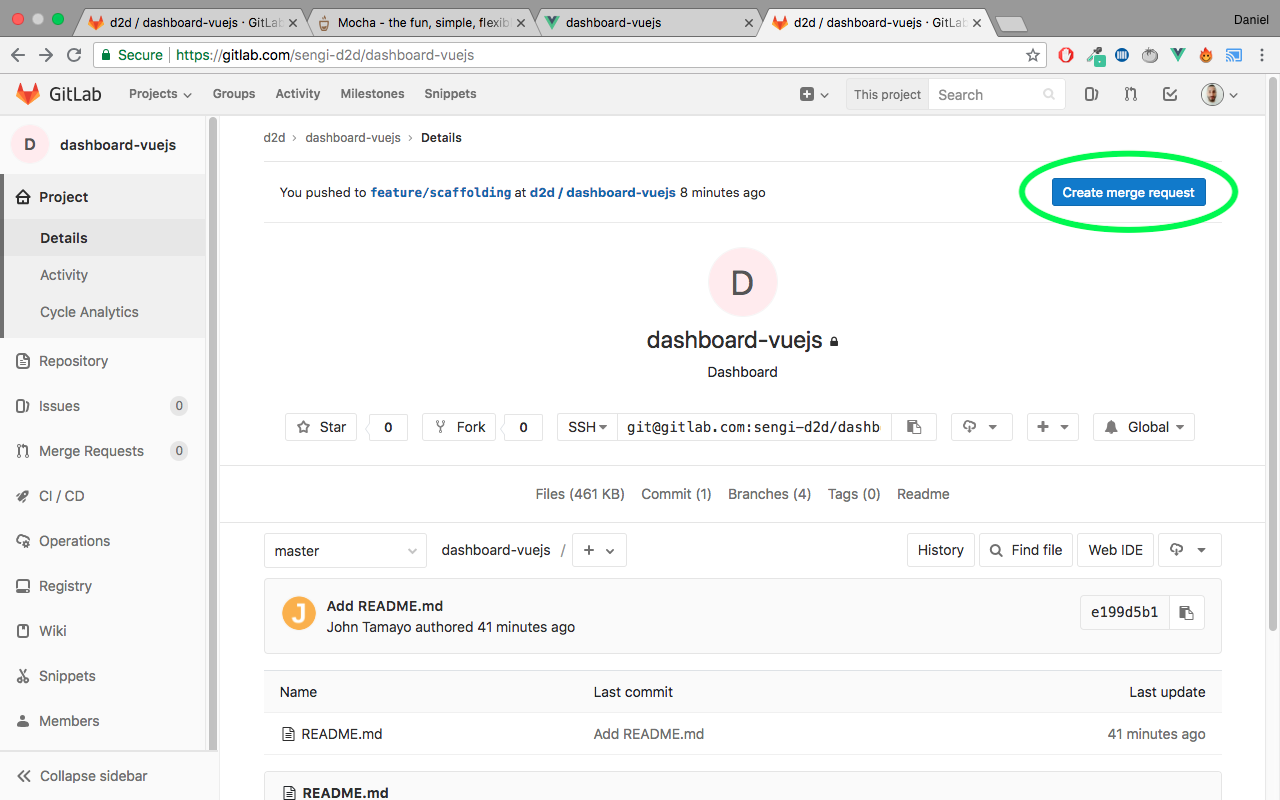 Daniel
d2d / dashboard-vuejs · GitLab
Mocha - the fun, simple, flexib
dashboard-vuejs
d2d / dashboard-vuejs · GitLab
Secure https://gitlab.com/sengi-d2d/dashboard-vuejs
GitLab Projects Groups Activity Milestones Snippets This project Search
D dashboard-vuejs
Project
Details
Activity
Cycle Analytics
Repository
Issues 0
Merge Requests 0
CI / CD
Operations
Registry
Wiki
Snippets
Members
Collapse sidebar
d2d › dashboard-vuejs › Details
You pushed to feature/scaffolding at d2d / dashboard-vuejs 8 minutes ago
Create merge request
D
dashboard-vuejs
Dashboard
Star 0 Fork 0 SSH git@gitlab.com:sengi-d2d/dashb + Global
Files (461 KB) Commit (1) Branches (4) Tags (0) Readme
master dashboard-vuejs / + History Find file Web IDE
J
Add README.md
John Tamayo authored 41 minutes ago
e199d5b1
Name Last commit Last update
README.md Add README.md 41 minutes ago
README.md